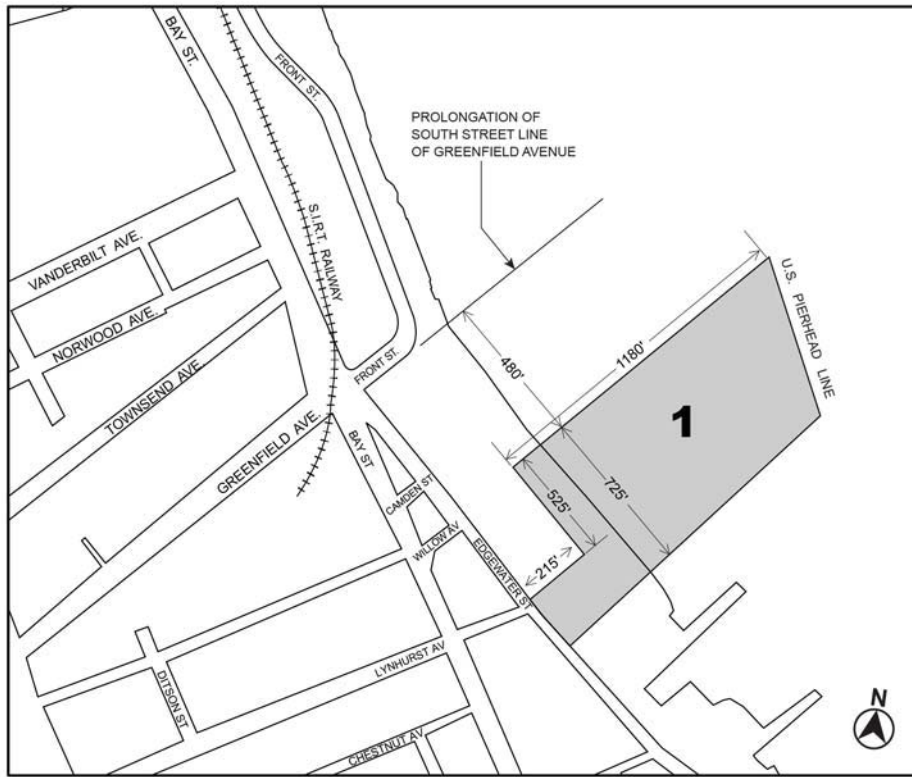 BAY ST.
FRONT ST.
PROLONGATION OF
SOUTH STREET LINE
OF GREENFIELD AVENUE
S.I.R.T. RAILWAY
VANDERBILT AVE.
NORWOOD AVE.
TOWNSEND AVE.
GREENFIELD AVE.
FRONT ST.
U.S. PIERHEAD LINE
1180'
480'
1
BAY ST
525'
725'
CAMDEN ST
WILLOW AV
EDGEWATER ST
215'
LYNHURST AV
DITSON ST
CHESTNUT AV
N